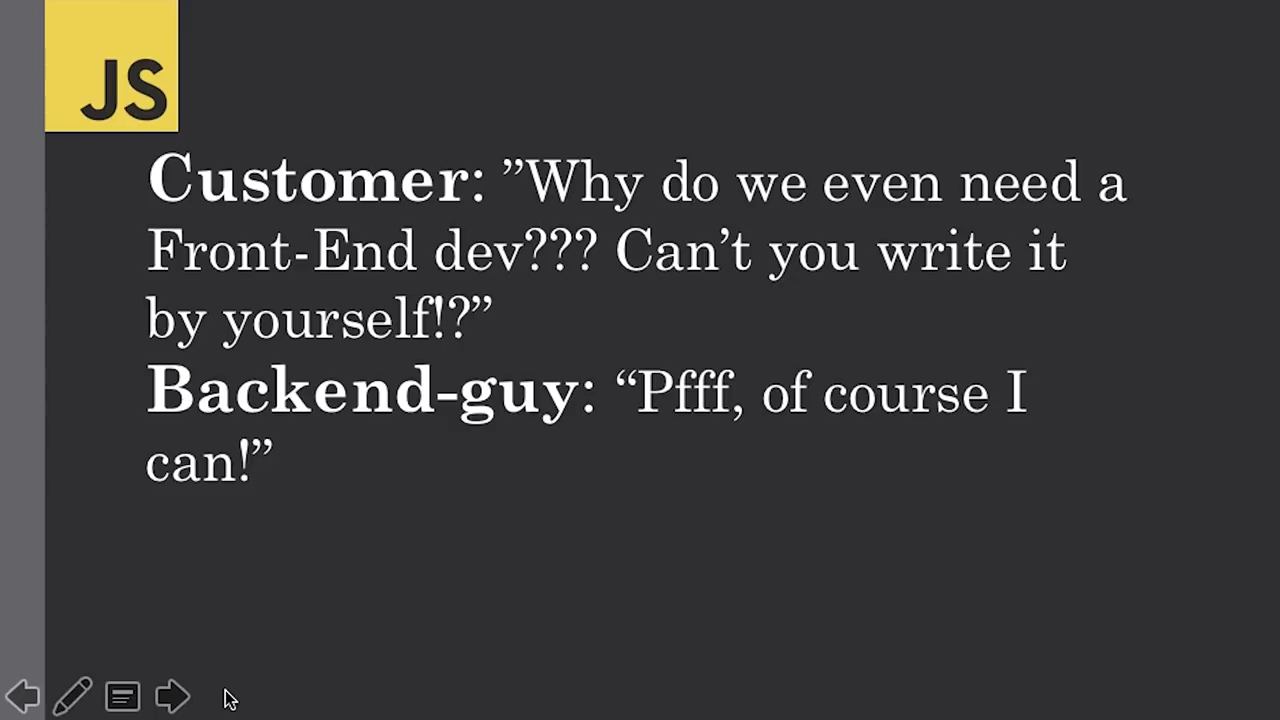 JS
Customer: ”Why do we even need a
Front-End dev??? Can’t you write it
by yourself!?”
Backend-guy: “Pfff, of course I
can!”